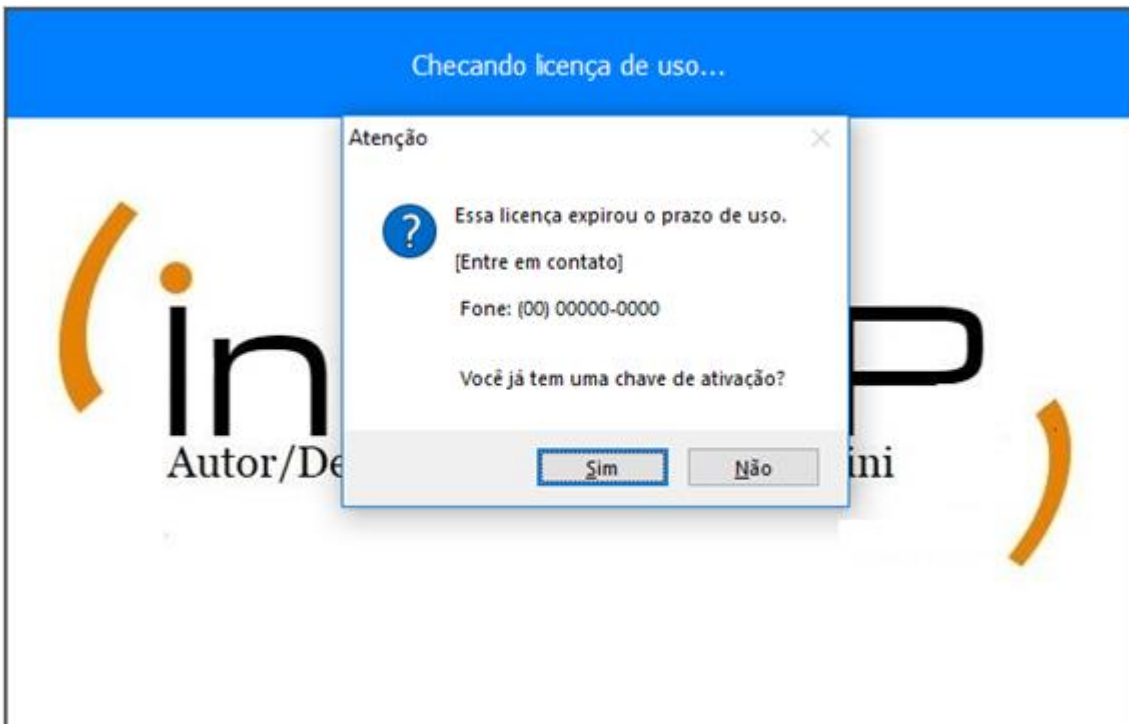 Checando licença de uso...
Atenção
Essa licença expirou o prazo de uso.
[Entre em contato]
Fone: (00) 00000-0000
Você já tem uma chave de ativação?
Sim Não
in P
Autor/De ini